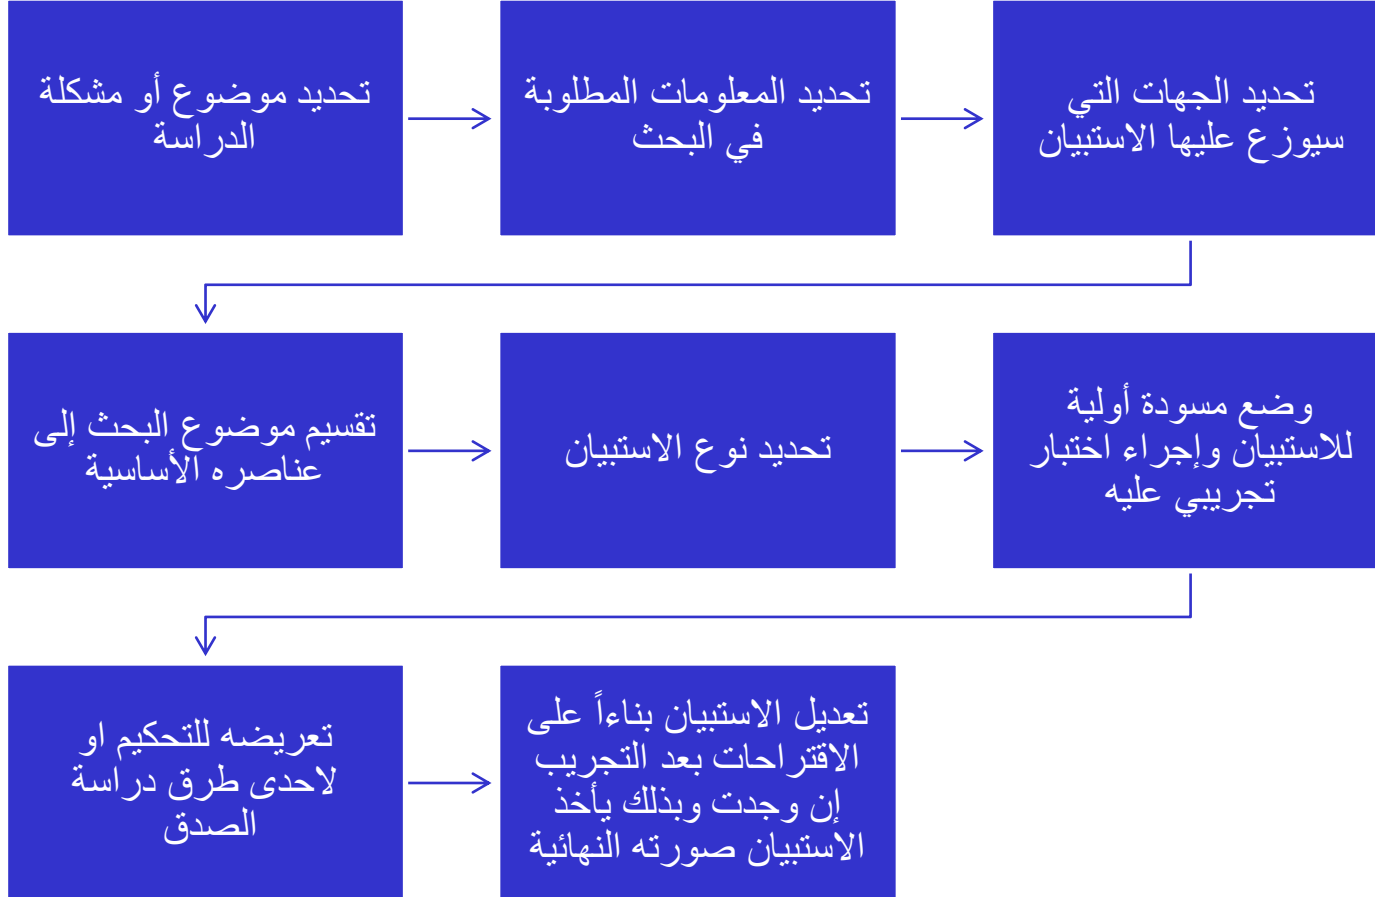 تحديد موضوع أو مشكلة
الدراسة
تحديد المعلومات المطلوبة
في البحث
تحديد الجهات التي
سيوزع عليها الاستبيان
تقسيم موضوع البحث إلى
عناصره الأساسية
تحديد نوع الاستبيان
وضع مسودة أولية
للاستبيان وإجراء اختبار
تجريبي عليه
تعريضه للتحكيم او
لاحدى طرق دراسة
الصدق
تعديل الاستبيان بناءاً على
الاقتراحات بعد التجريب
إن وجدت وبذلك يأخذ
الاستبيان صورته النهائية